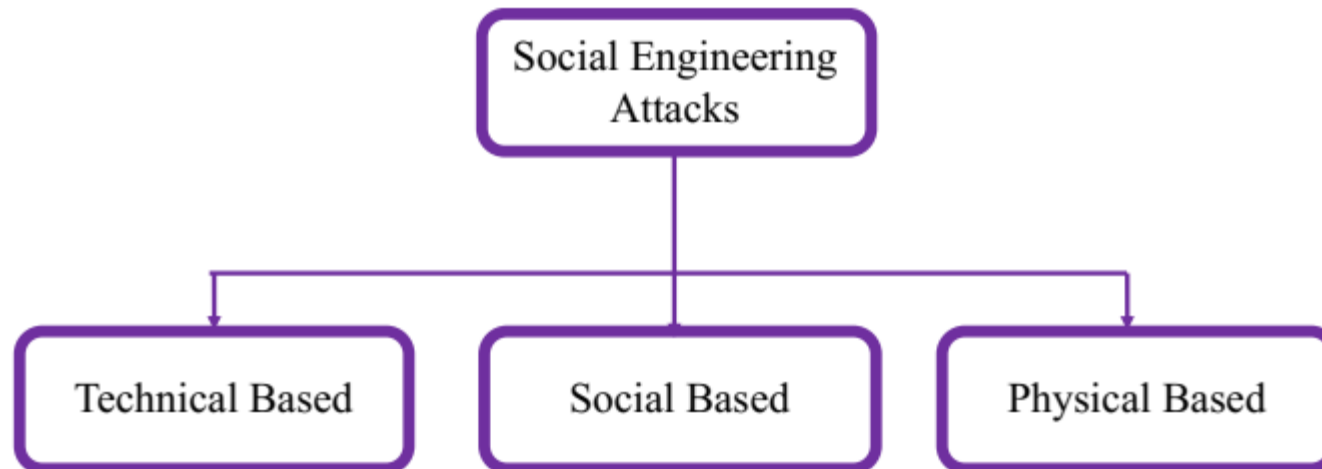 Social Engineering
Attacks
Technical Based
Social Based
Physical Based